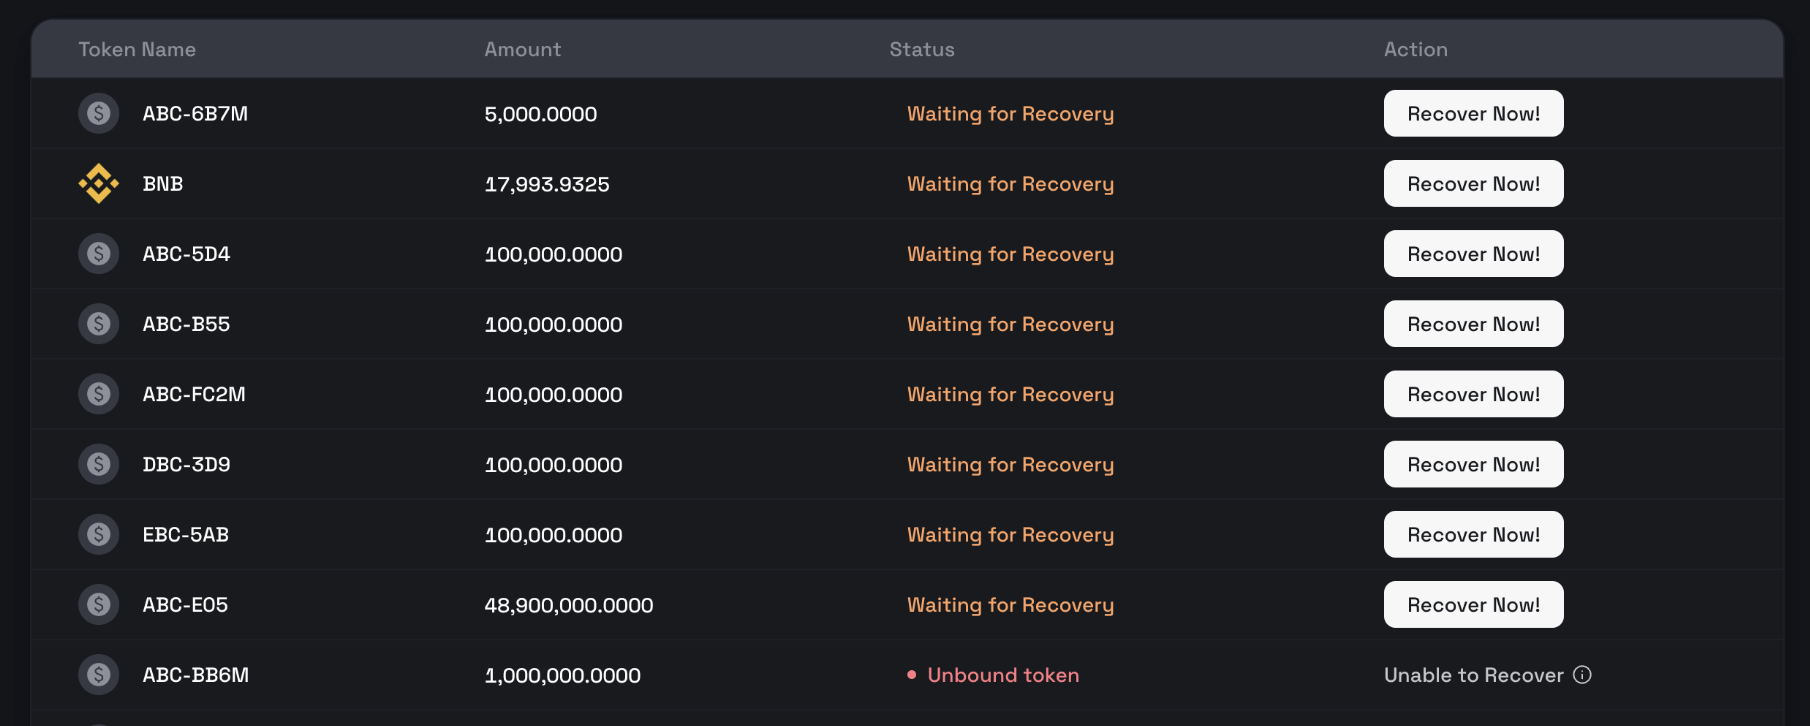 Token Name Amount Status Action
$ ABC-6B7M 5,000.0000 Waiting for Recovery Recover Now!
BNB 17,993.9325 Waiting for Recovery Recover Now!
$ ABC-5D4 100,000.0000 Waiting for Recovery Recover Now!
$ ABC-B55 100,000.0000 Waiting for Recovery Recover Now!
$ ABC-FC2M 100,000.0000 Waiting for Recovery Recover Now!
$ DBC-3D9 100,000.0000 Waiting for Recovery Recover Now!
$ EBC-5AB 100,000.0000 Waiting for Recovery Recover Now!
$ ABC-E05 48,900,000.0000 Waiting for Recovery Recover Now!
$ ABC-BB6M 1,000,000.0000 • Unbound token Unable to Recover